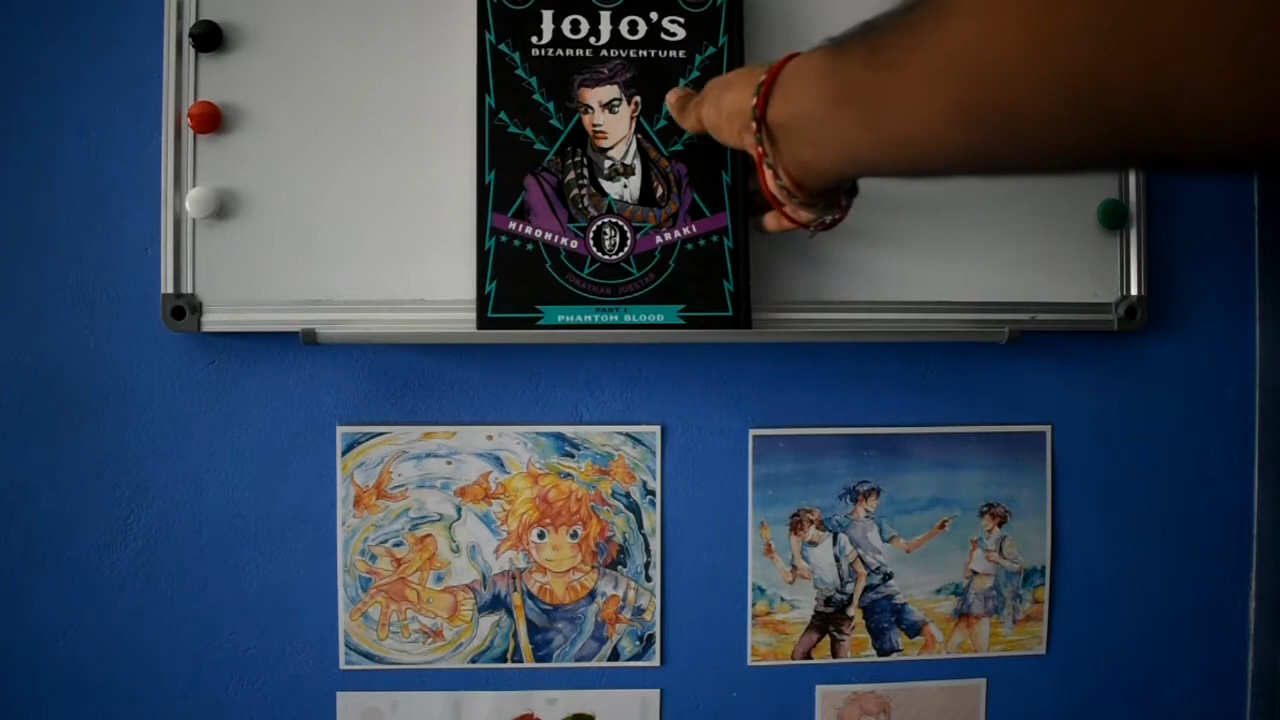 JOJO'S
BIZARRE ADVENTURE
HIROHIKO ARAKI
JONATHAN JOESTAR
PART 1
PHANTOM BLOOD